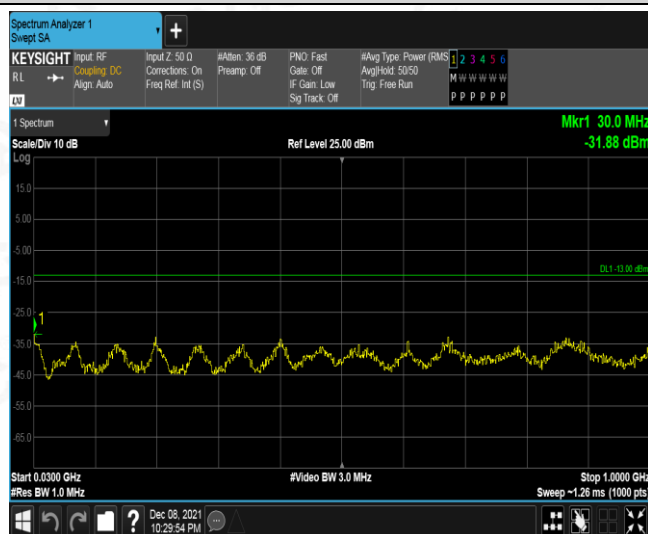 Spectrum Analyzer 1
Swept SA
+
KEYSIGHT
RL
LXI
Input: RF
Coupling: DC
Align: Auto
Input Z: 50 Ω
Corrections: On
Freq Ref: Int (S)
#Atten: 36 dB
Preamp: Off
PNO: Fast
Gate: Off
IF Gain: Low
Sig Track: Off
#Avg Type: Power (RMS
Avg|Hold: 50/50
Trig: Free Run
1 2 3 4 5 6
M W W W W W
P P P P P P
1 Spectrum
Scale/Div 10 dB
Log
Ref Level 25.00 dBm
Mkr1 30.0 MHz
-31.88 dBm
15.0
5.00
-5.00
DL1 -13.00 dBm
-15.0
-25.0
1
-35.0
-45.0
-55.0
-65.0
Start 0.0300 GHz
#Res BW 1.0 MHz
#Video BW 3.0 MHz
Stop 1.0000 GHz
Sweep ~1.26 ms (1000 pts)
?
Dec 08, 2021
10:29:54 PM